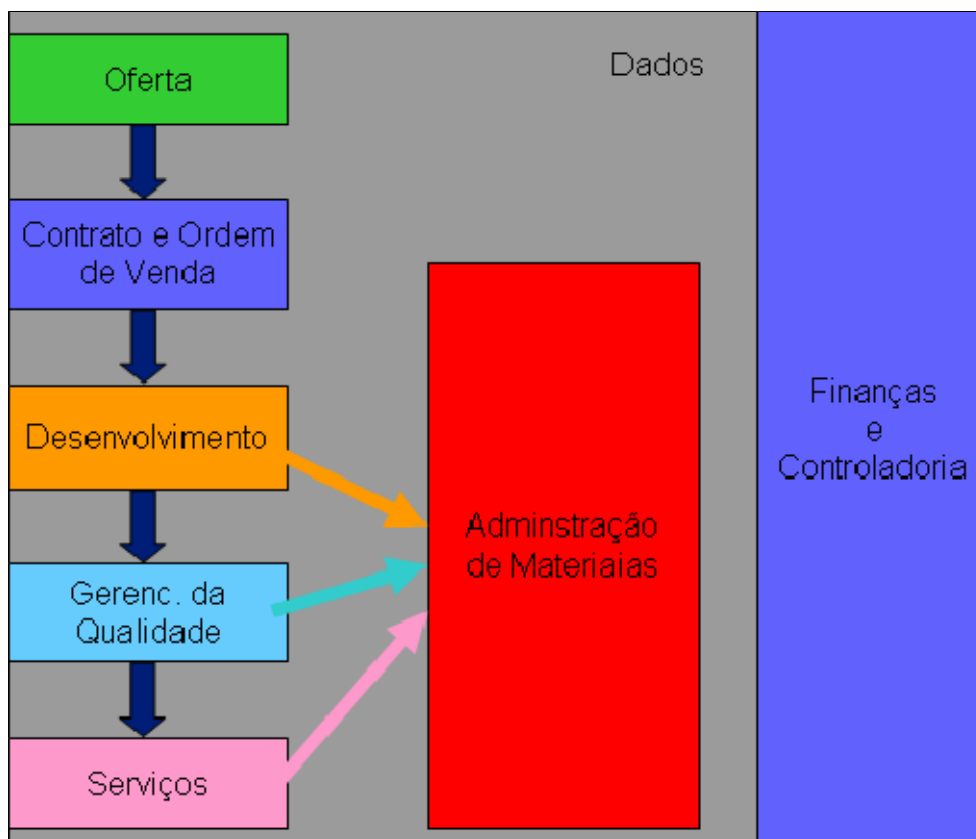 Oferta
Dados
Contrato e Ordem
de Venda
Desenvolvimento
Gerenc. da
Qualidade
Serviços
Adminstração
de Materiaias
Finanças
e
Controladoria